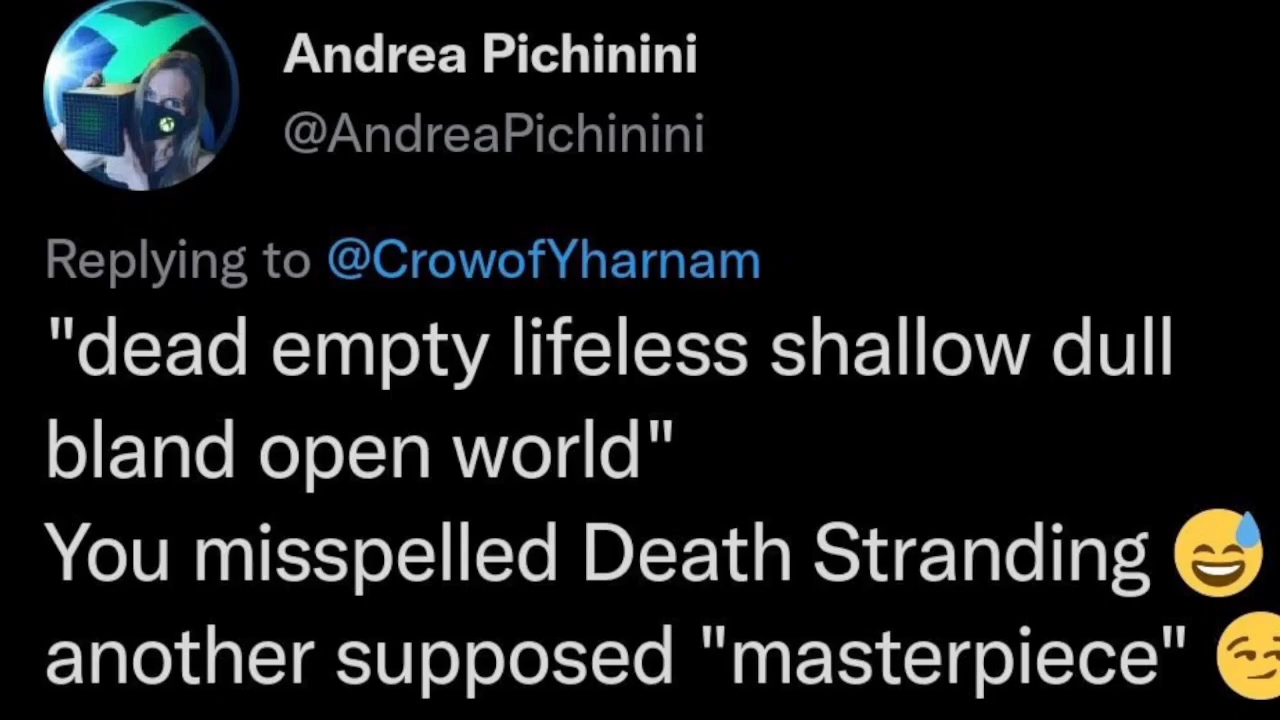 Andrea Pichinini
@AndreaPichinini
Replying to @CrowofYharnam
"dead empty lifeless shallow dull
bland open world"
You misspelled Death Stranding 😅
another supposed "masterpiece" 😏